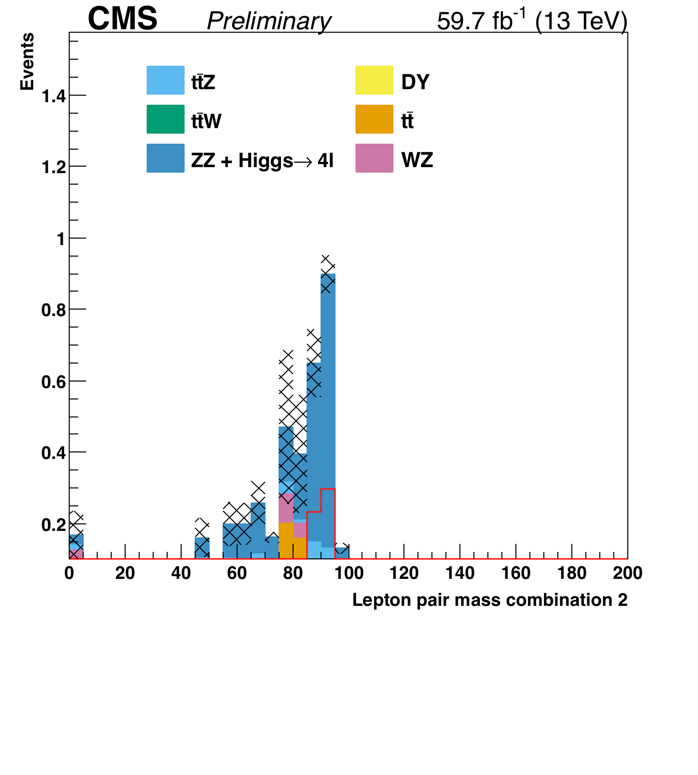 CMS Preliminary 59.7 fb⁻¹ (13 TeV)
Events
tt̄Z DY
tt̄W tt̄
ZZ + Higgs→ 4l WZ
1.4
1.2
1
0.8
0.6
0.4
0.2
0 20 40 60 80 100 120 140 160 180 200
Lepton pair mass combination 2